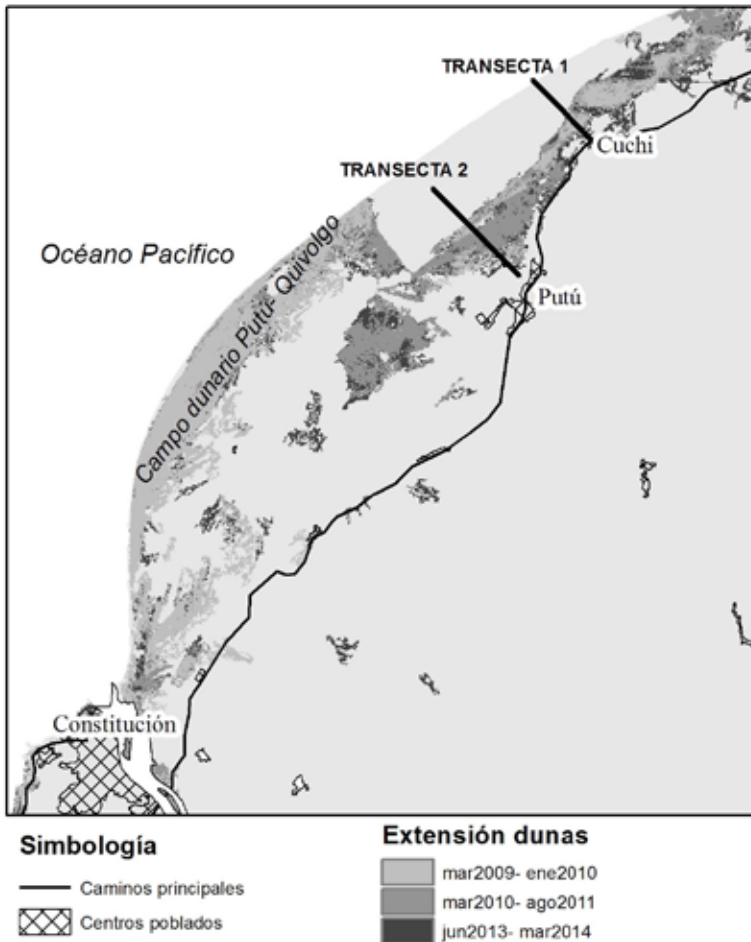 TRANSECTA 1
Cuchi
TRANSECTA 2
Océano Pacífico
Campo dunario Putú- Quivolgo
Putú
Constitución
Simbología
Caminos principales
Centros poblados
Extensión dunas
mar2009- ene2010
mar2010- ago2011
jun2013- mar2014